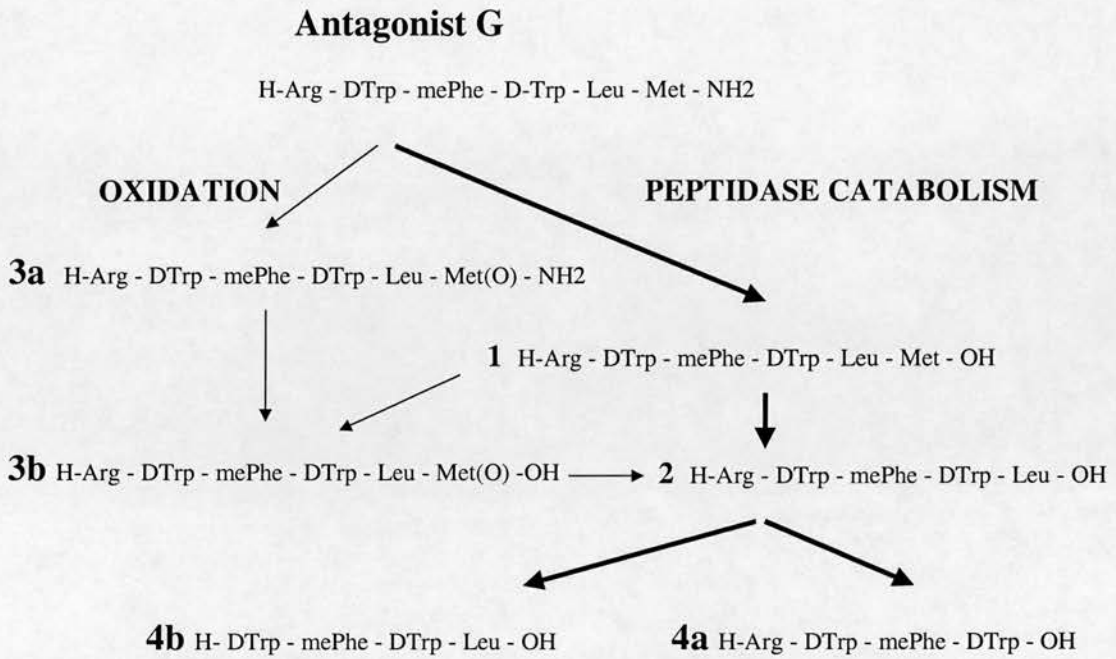 Antagonist G
H-Arg - DTrp - mePhe - D-Trp - Leu - Met - NH2
OXIDATION
PEPTIDASE CATABOLISM
3a H-Arg - DTrp - mePhe - DTrp - Leu - Met(O) - NH2
1 H-Arg - DTrp - mePhe - DTrp - Leu - Met - OH
3b H-Arg - DTrp - mePhe - DTrp - Leu - Met(O) -OH
2 H-Arg - DTrp - mePhe - DTrp - Leu - OH
4b H- DTrp - mePhe - DTrp - Leu - OH
4a H-Arg - DTrp - mePhe - DTrp - OH